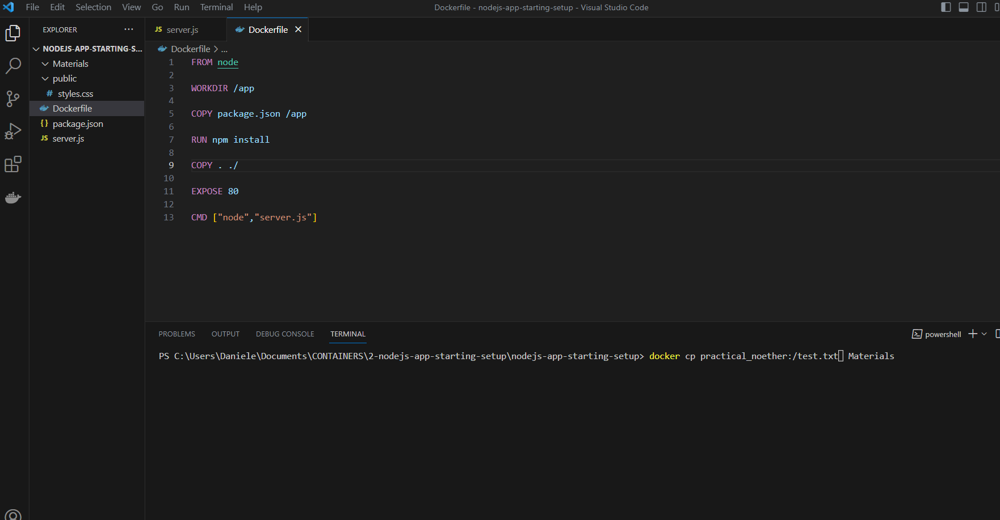 File Edit Selection View Go Run Terminal Help
Dockerfile - nodejs-app-starting-setup - Visual Studio Code
EXPLORER ...
NODEJS-APP-STARTING-S...
Materials
public
# styles.css
Dockerfile
{} package.json
JS server.js
JS server.js
Dockerfile
Dockerfile > ...
1 FROM node
2
3 WORKDIR /app
4
5 COPY package.json /app
6
7 RUN npm install
8
9 COPY . ./
10
11 EXPOSE 80
12
13 CMD ["node","server.js"]
PROBLEMS OUTPUT DEBUG CONSOLE TERMINAL
powershell
PS C:\Users\Daniele\Documents\CONTAINERS\2-nodejs-app-starting-setup\nodejs-app-starting-setup> docker cp practical_noether:/test.txt Materials